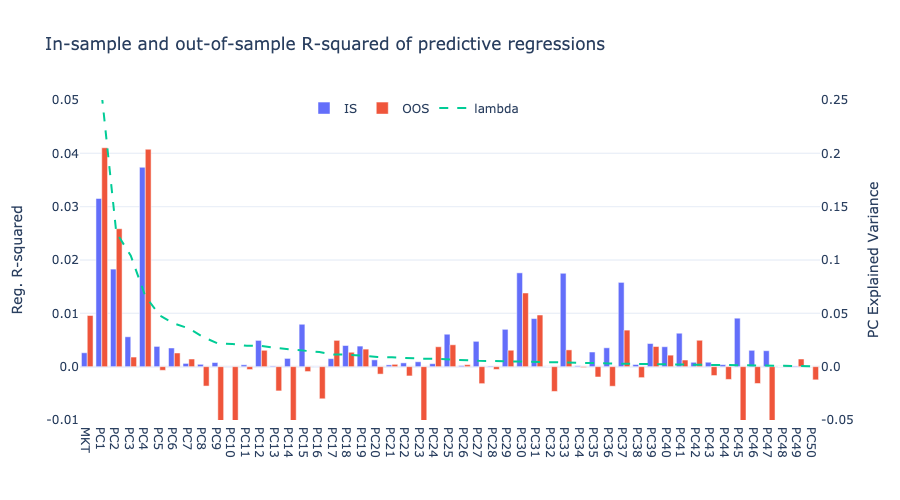 In-sample and out-of-sample R-squared of predictive regressions
IS OOS lambda
Reg. R-squared
0.05
0.04
0.03
0.02
0.01
0.0
-0.01
0.25
0.2
0.15
0.1
0.05
0.0
-0.05
PC Explained Variance
MKT
PC1
PC2
PC3
PC4
PC5
PC6
PC7
PC8
PC9
PC10
PC11
PC12
PC13
PC14
PC15
PC16
PC17
PC18
PC19
PC20
PC21
PC22
PC23
PC24
PC25
PC26
PC27
PC28
PC29
PC30
PC31
PC32
PC33
PC34
PC35
PC36
PC37
PC38
PC39
PC40
PC41
PC42
PC43
PC44
PC45
PC46
PC47
PC48
PC49
PC50